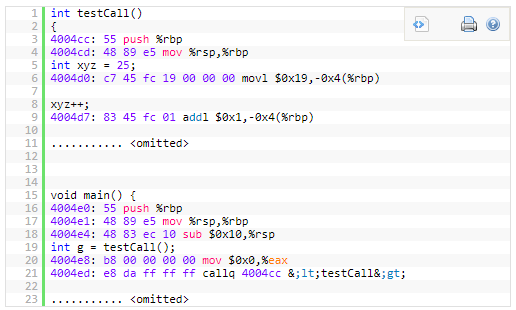 1 int testCall()
2 {
3 4004cc: 55 push %rbp
4 4004cd: 48 89 e5 mov %rsp,%rbp
5 int xyz = 25;
6 4004d0: c7 45 fc 19 00 00 00 movl $0x19,-0x4(%rbp)
7
8 xyz++;
9 4004d7: 83 45 fc 01 addl $0x1,-0x4(%rbp)
10
11 ........... <omitted>
12
13
14
15 void main() {
16 4004e0: 55 push %rbp
17 4004e1: 48 89 e5 mov %rsp,%rbp
18 4004e4: 48 83 ec 10 sub $0x10,%rsp
19 int g = testCall();
20 4004e8: b8 00 00 00 00 mov $0x0,%eax
21 4004ed: e8 da ff ff ff callq 4004cc &;lt;testCall&;gt;
22
23 ........... <omitted>